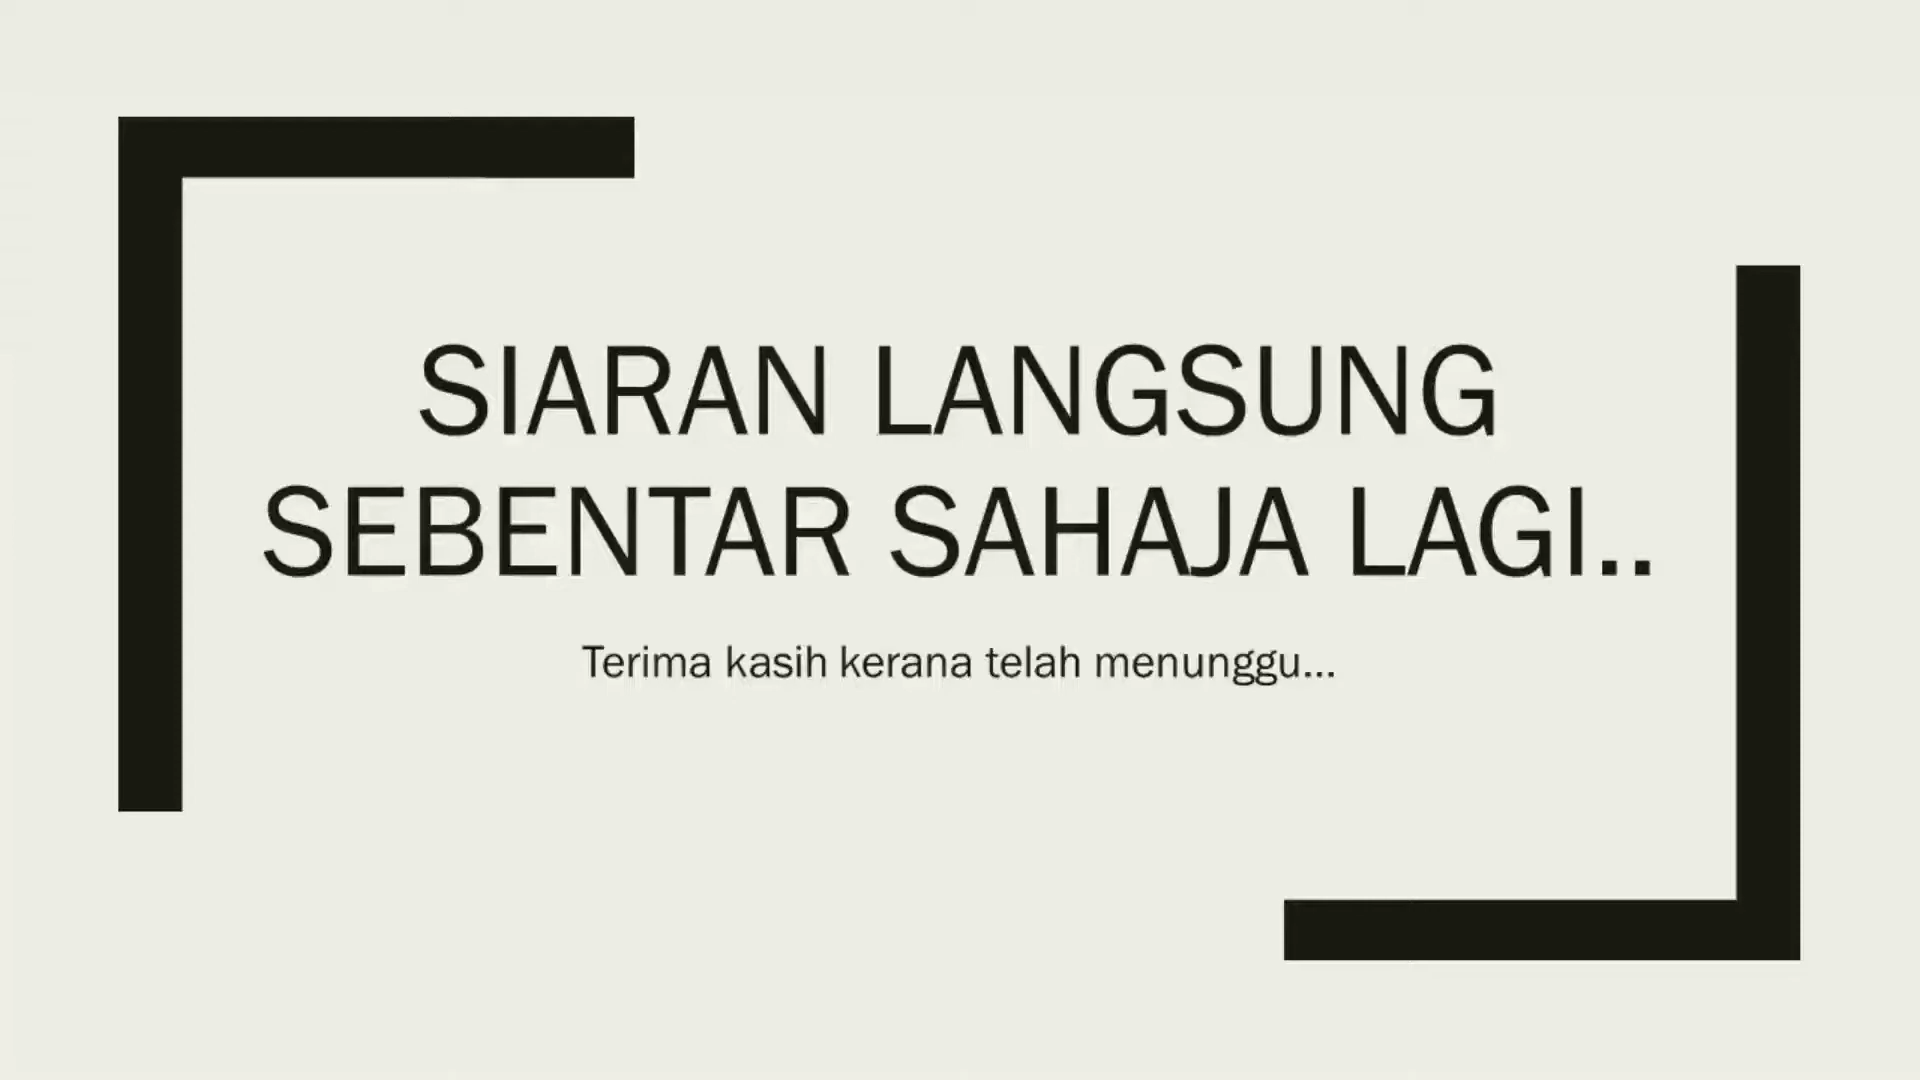 SIARAN LANGSUNG
SEBENTAR SAHAJA LAGI..
Terima kasih kerana telah menunggu...